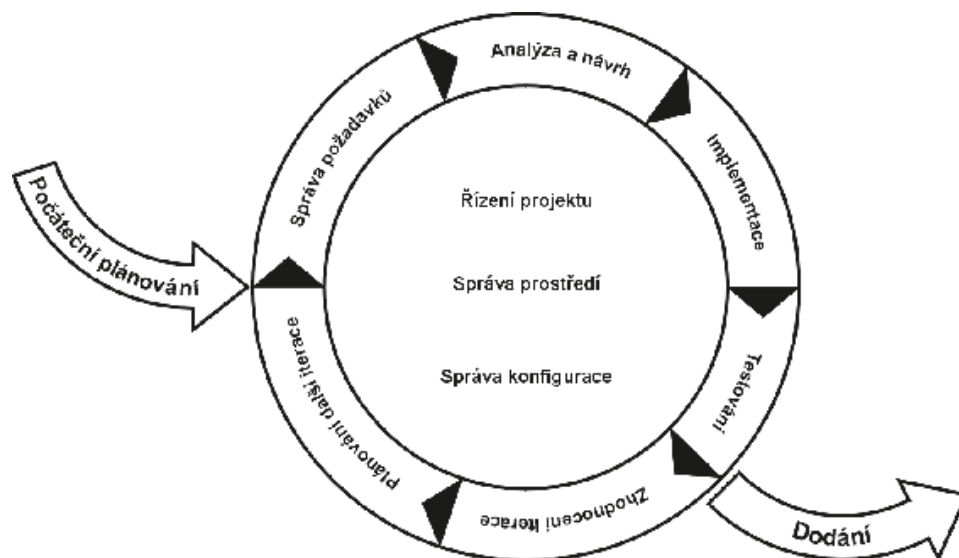 Počáteční plánování
Správa požadavků
Analýza a návrh
Implementace
Testování
Zhodnocení iterace
Plánování další iterace
Řízení projektu
Správa prostředí
Správa konfigurace
Dodání